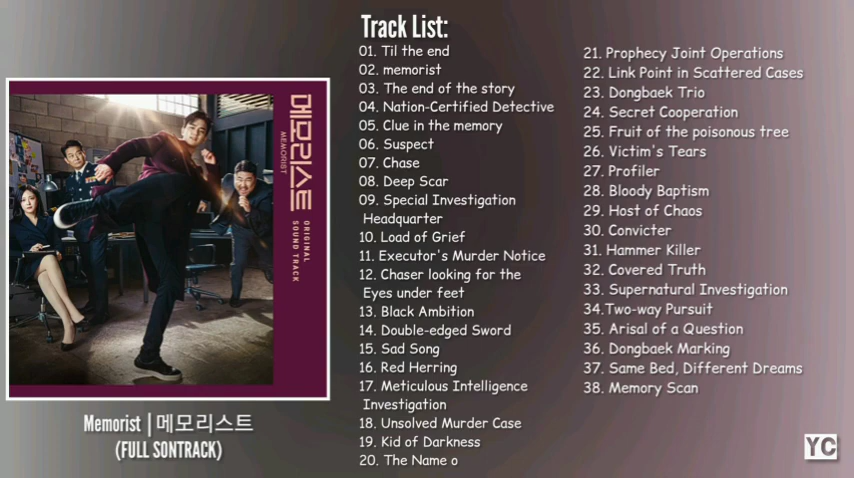 메모리스트
MEMORIST
ORIGINAL
SOUND TRACK
Memorist | 메모리스트
(FULL SONTRACK)
Track List:
01. Til the end
02. memorist
03. The end of the story
04. Nation-Certified Detective
05. Clue in the memory
06. Suspect
07. Chase
08. Deep Scar
09. Special Investigation
Headquarter
10. Load of Grief
11. Executor's Murder Notice
12. Chaser looking for the
Eyes under feet
13. Black Ambition
14. Double-edged Sword
15. Sad Song
16. Red Herring
17. Meticulous Intelligence
Investigation
18. Unsolved Murder Case
19. Kid of Darkness
20. The Name o
21. Prophecy Joint Operations
22. Link Point in Scattered Cases
23. Dongbaek Trio
24. Secret Cooperation
25. Fruit of the poisonous tree
26. Victim's Tears
27. Profiler
28. Bloody Baptism
29. Host of Chaos
30. Convicter
31. Hammer Killer
32. Covered Truth
33. Supernatural Investigation
34.Two-way Pursuit
35. Arisal of a Question
36. Dongbaek Marking
37. Same Bed, Different Dreams
38. Memory Scan
YC